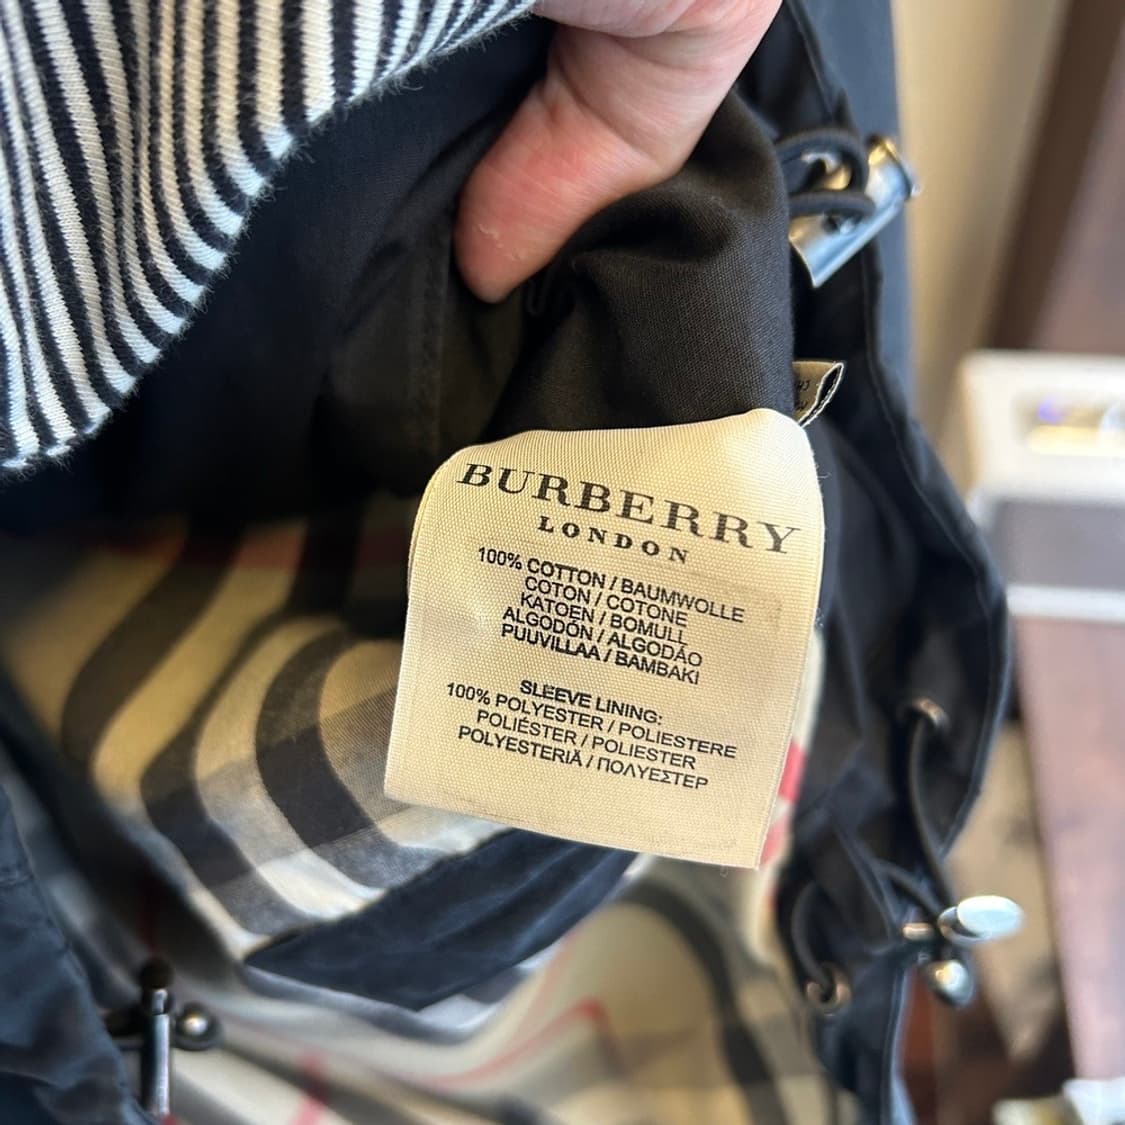 BURBERRY
LONDON
100% COTTON / BAUMWOLLE
COTON / COTONE
KATOEN / BOMULL
ALGODÓN / ALGODÃO
PUUVILLAA / BAMBAKI
SLEEVE LINING:
100% POLYESTER / POLIESTERE
POLIÉSTER / POLIESTER
POLYESTERIÄ / ΠΟΛΥΕΣΤΕΡ